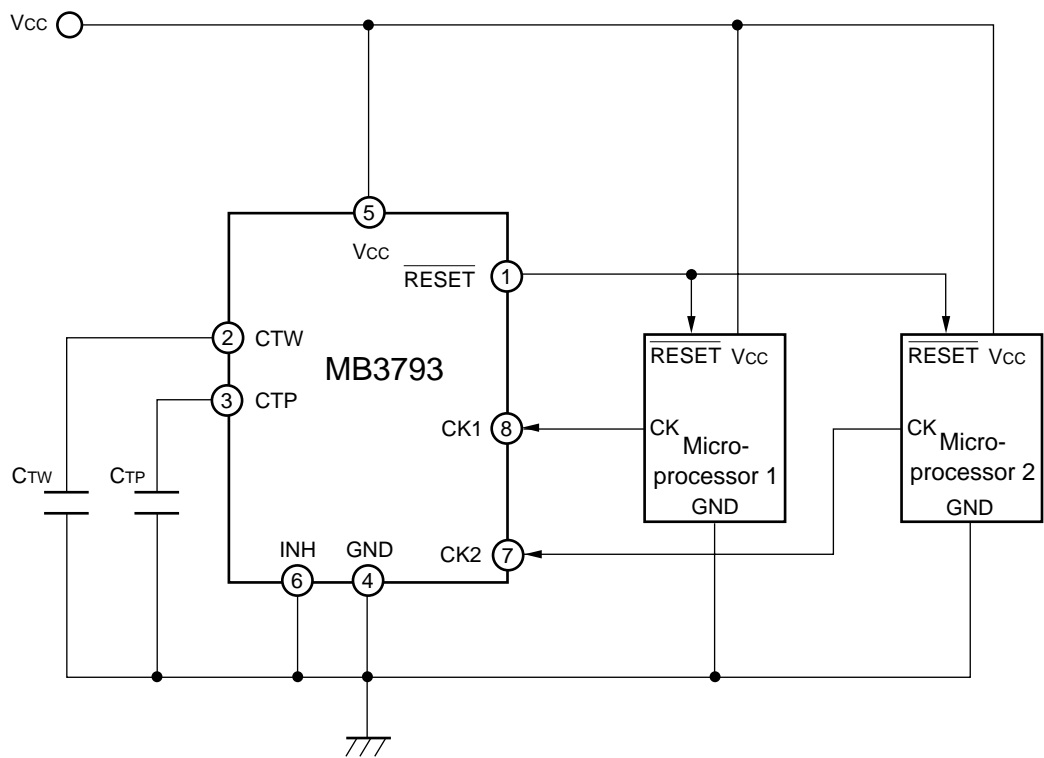 Vcc
5
Vcc
RESET
1
2
CTW
3
CTP
MB3793
CK1
8
CTW
CTP
INH
GND
CK2
7
6
4
RESET Vcc
CK
Micro-
processor 1
GND
RESET Vcc
CK
Micro-
processor 2
GND